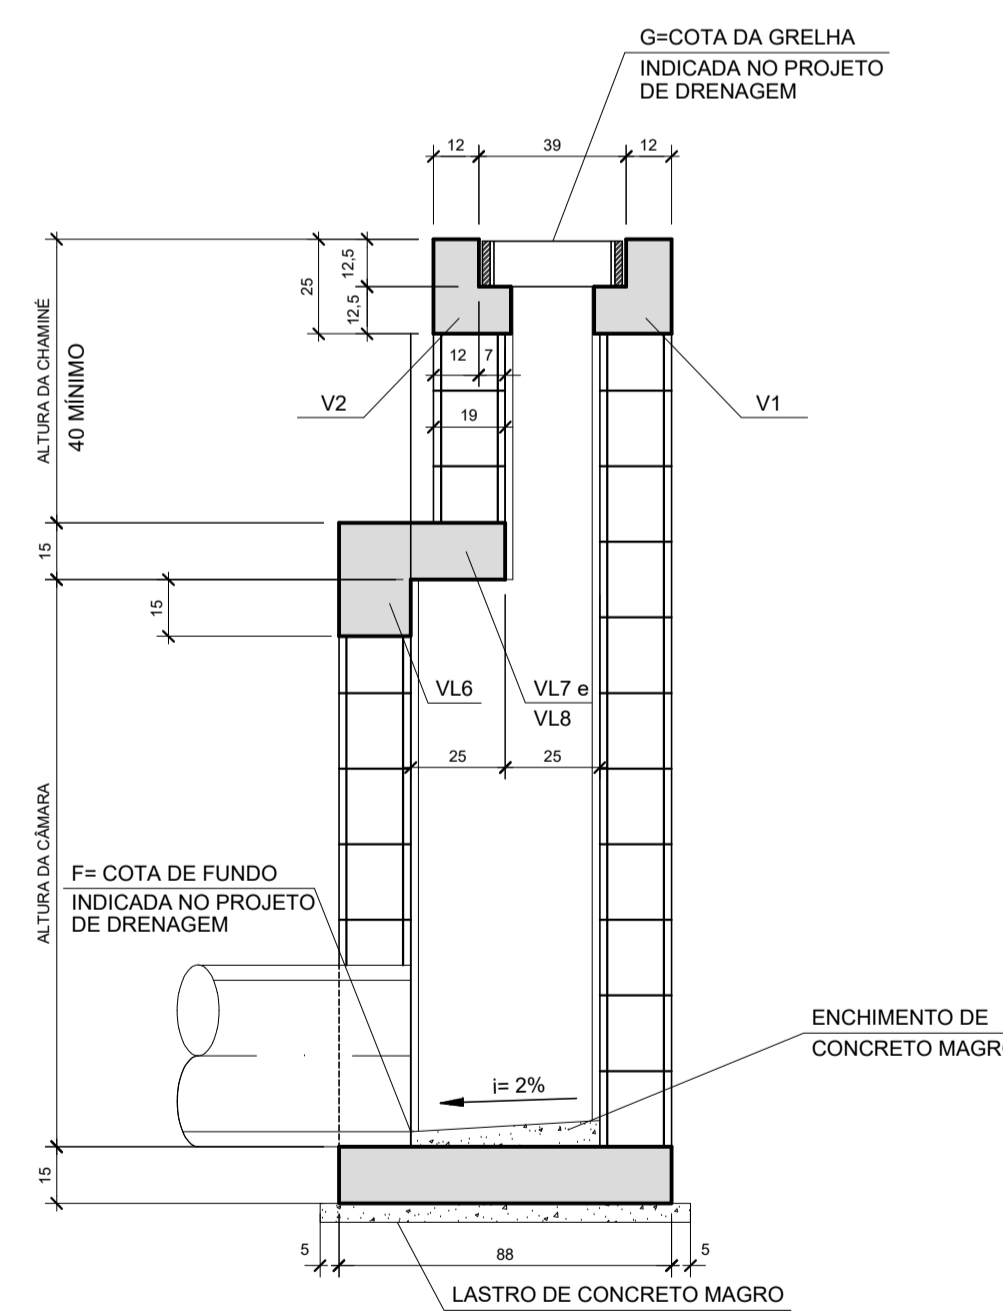 G=COTA DA GRELHA
INDICADA NO PROJETO
DE DRENAGEM
12
39
12
25
12,5
12,5
ALTURA DA CHAMINÉ
40 MÍNIMO
12
7
V2
V1
19
15
15
VL6
VL7 e
VL8
25
25
ALTURA DA CÂMARA
F= COTA DE FUNDO
INDICADA NO PROJETO
DE DRENAGEM
ENCHIMENTO DE
CONCRETO MAGR
i= 2%
15
5
88
5
LASTRO DE CONCRETO MAGRO